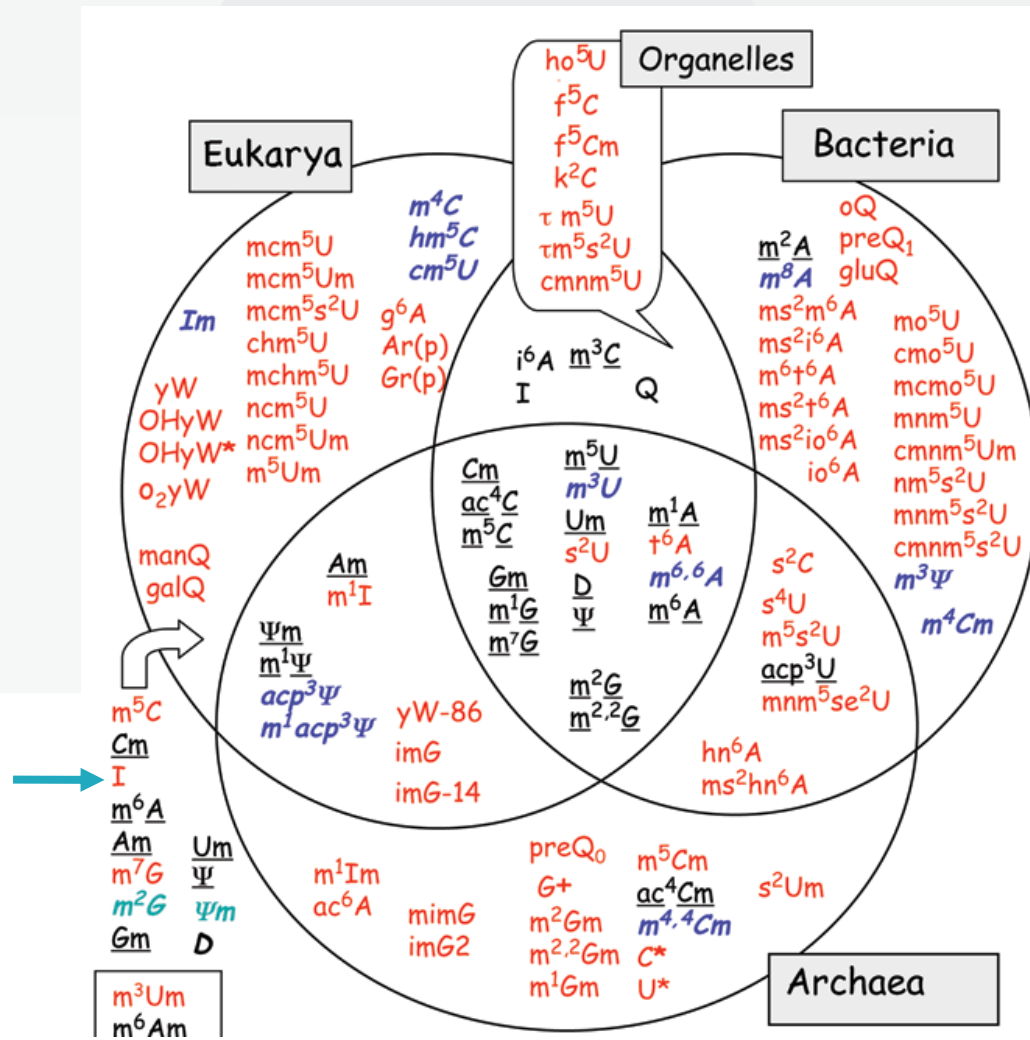 Organelles
ho⁵U
f⁵C
f⁵Cm
k²C
τ m⁵U
τm⁵s²U
cmnm⁵U
Eukarya
m⁴C
hm⁵C
cm⁵U
mcm⁵U
mcm⁵Um
mcm⁵s²U
chm⁵U
mchm⁵U
ncm⁵U
ncm⁵Um
m⁵Um
g⁶A
Ar(p)
Gr(p)
Im
yW
OHyW
OHyW*
o₂yW
manQ
galQ
Bacteria
oQ
preQ₁
gluQ
m²A
m⁸A
ms²m⁶A
ms²i⁶A
m⁶t⁶A
ms²t⁶A
ms²io⁶A
io⁶A
mo⁵U
cmo⁵U
mcmo⁵U
mnm⁵U
cmnm⁵Um
nm⁵s²U
mnm⁵s²U
cmnm⁵s²U
m³Ψ
m⁴Cm
i⁶A m³C
I Q
Cm
ac⁴C
m⁵C
m⁵U
m³U
Um
s²U
m¹A
t⁶A
m⁶,⁶A
m⁶A
Gm
m¹G
m⁷G
D
Ψ
m²G
m²,²G
Am
m¹I
Ψm
m¹Ψ
acp³Ψ
m¹acp³Ψ
yW-86
imG
imG-14
s²C
s⁴U
m⁵s²U
acp³U
mnm⁵se²U
hn⁶A
ms²hn⁶A
m⁵C
Cm
I
m⁶A
Am
m⁷G
m²G
Gm
Um
Ψ
Ψm
D
m³Um
m⁶Am
m¹Im
ac⁶A
mimG
imG2
preQ₀
G+
m²Gm
m²,²Gm
m¹Gm
m⁵Cm
ac⁴Cm
m⁴,⁴Cm
C*
U*
s²Um
Archaea